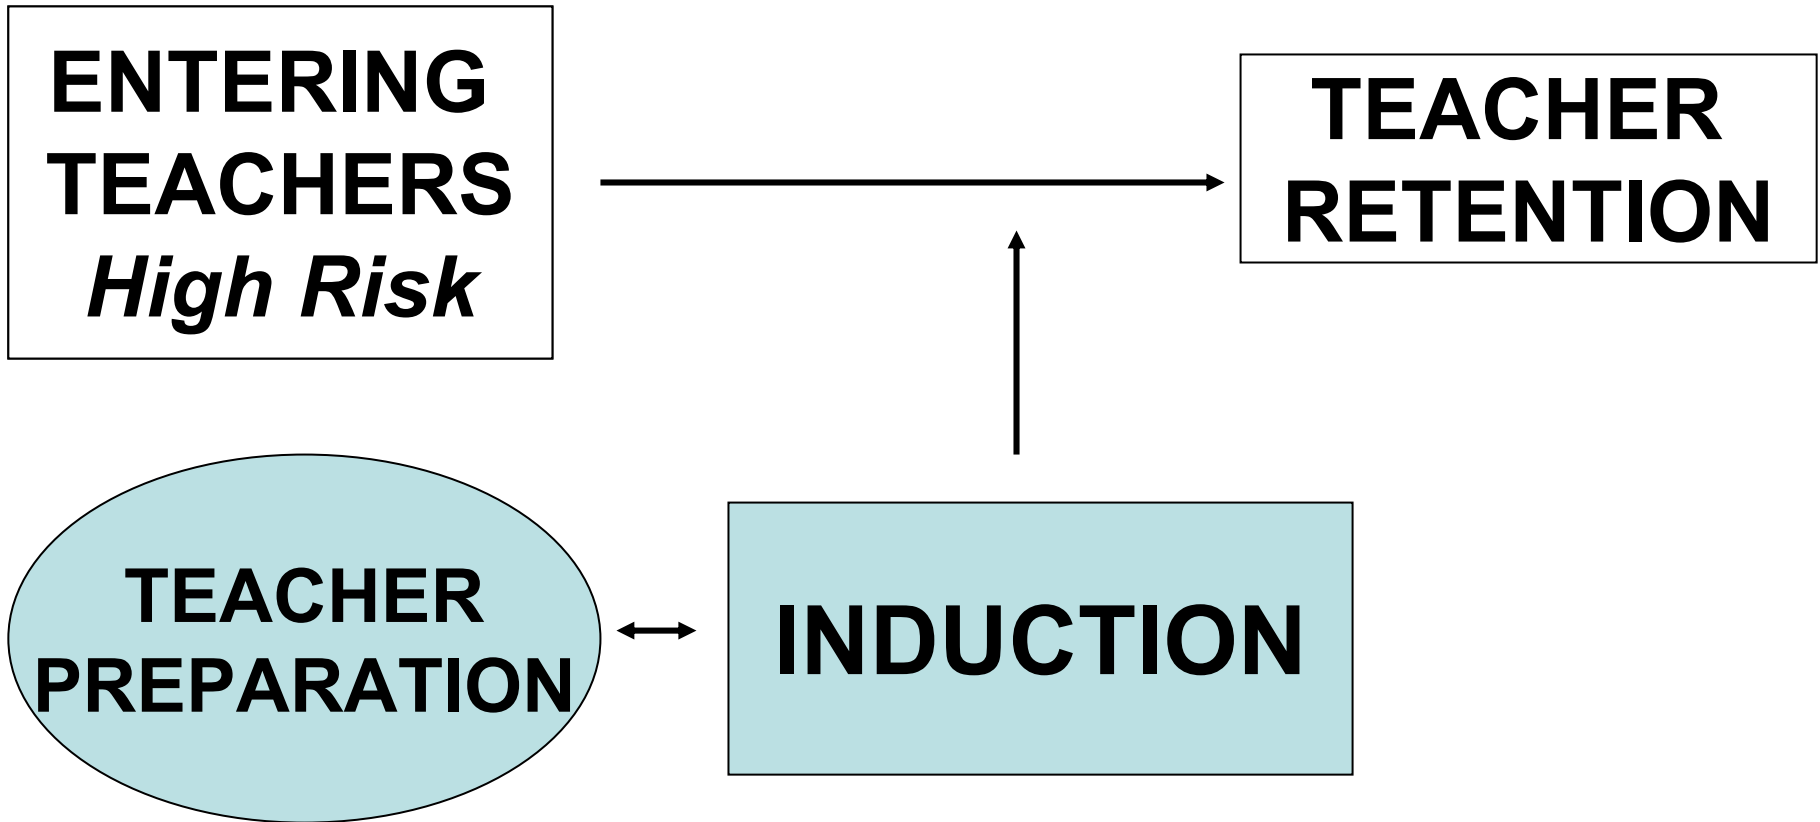 ENTERING
TEACHERS
High Risk
TEACHER
RETENTION
TEACHER
PREPARATION
INDUCTION